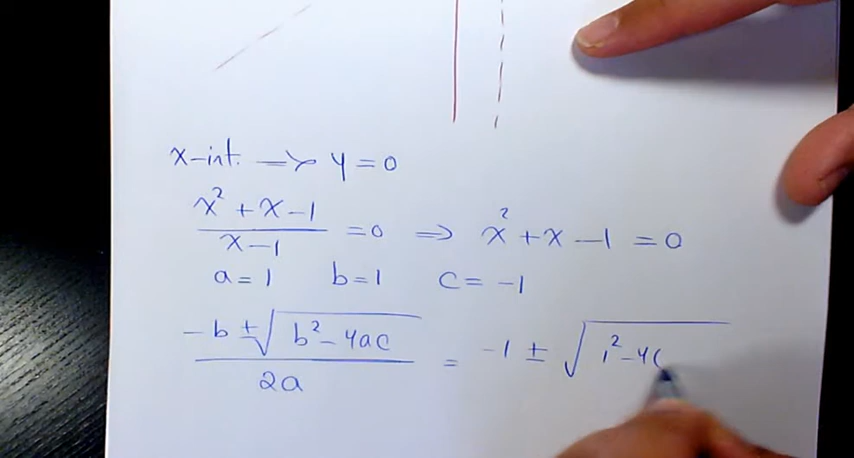 x-int. → y = 0
x² + x - 1 / x - 1 = 0 ⇒ x² + x - 1 = 0
a = 1 b = 1 c = -1
-b ± √(b² - 4ac) / 2a = -1 ± √(1² - 4(